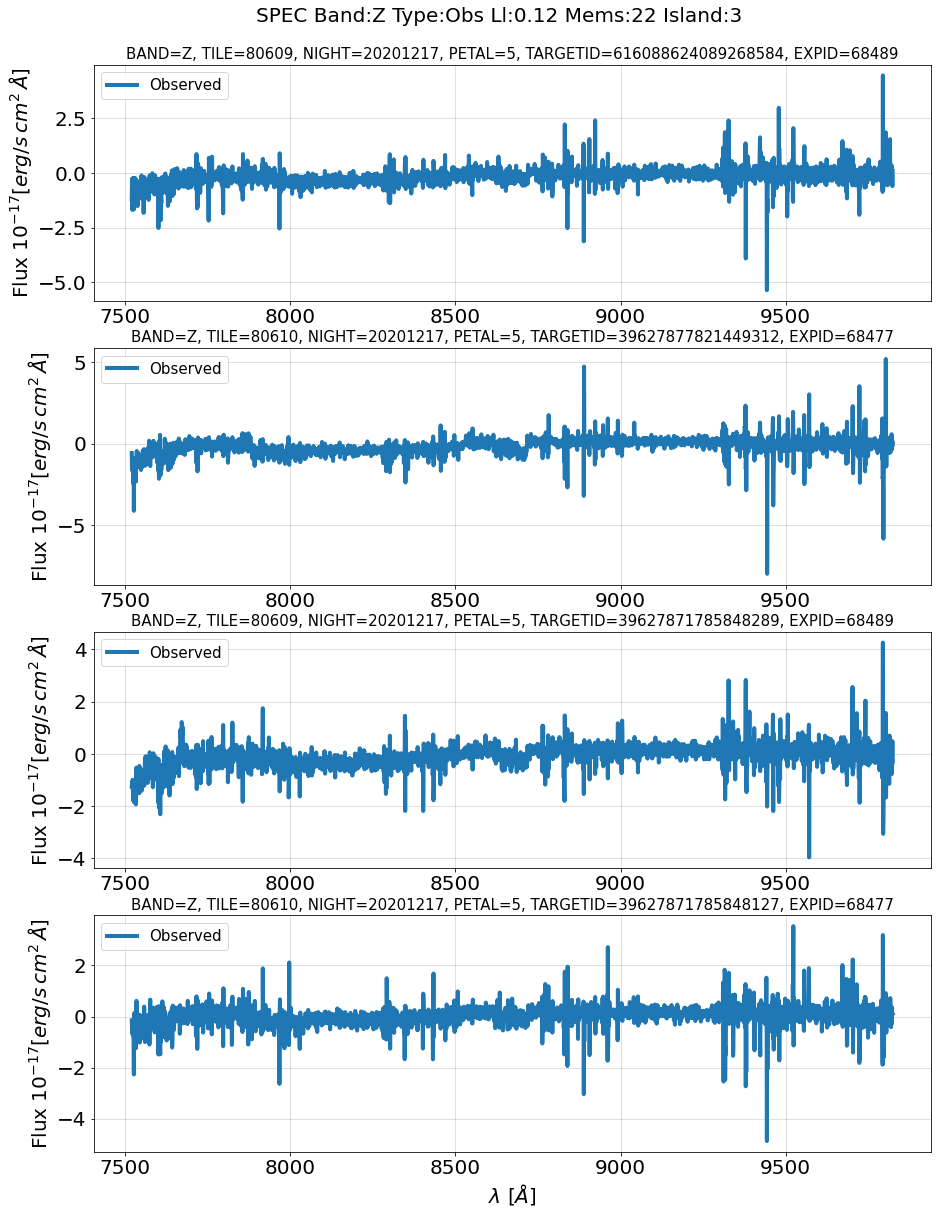 SPEC Band:Z Type:Obs Ll:0.12 Mems:22 Island:3
BAND=Z, TILE=80609, NIGHT=20201217, PETAL=5, TARGETID=616088624089268584, EXPID=68489
Observed
Flux 10^{-17}[erg/s cm^2 Å]
2.5
0.0
−2.5
−5.0
7500 8000 8500 9000 9500
BAND=Z, TILE=80610, NIGHT=20201217, PETAL=5, TARGETID=39627877821449312, EXPID=68477
Observed
Flux 10^{-17}[erg/s cm^2 Å]
5
0
−5
7500 8000 8500 9000 9500
BAND=Z, TILE=80609, NIGHT=20201217, PETAL=5, TARGETID=39627871785848289, EXPID=68489
Observed
Flux 10^{-17}[erg/s cm^2 Å]
4
2
0
−2
−4
7500 8000 8500 9000 9500
BAND=Z, TILE=80610, NIGHT=20201217, PETAL=5, TARGETID=39627871785848127, EXPID=68477
Observed
Flux 10^{-17}[erg/s cm^2 Å]
2
0
−2
−4
7500 8000 8500 9000 9500
λ [Å]